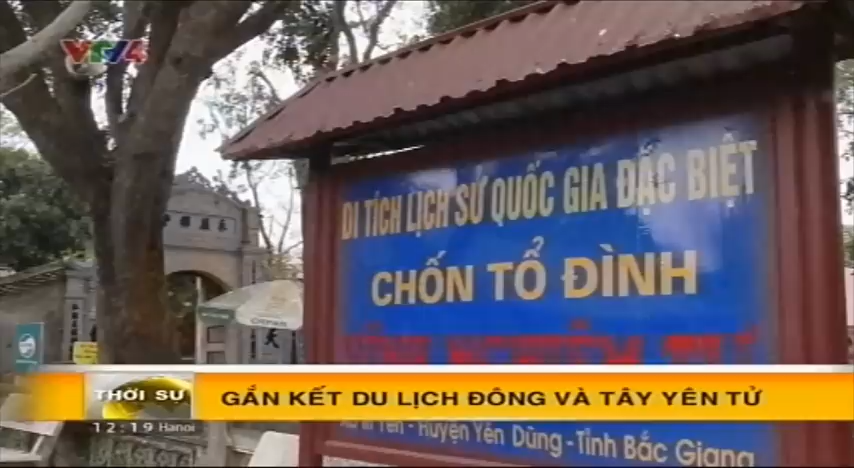 VTV4
DI TÍCH LỊCH SỬ QUỐC GIA ĐẶC BIỆT
CHỐN TỔ ĐÌNH
THỜI SỰ
GẮN KẾT DU LỊCH ĐÔNG VÀ TÂY YÊN TỬ
12:19 Hanoi
- Huyện Yên Dũng - Tỉnh Bắc Giang